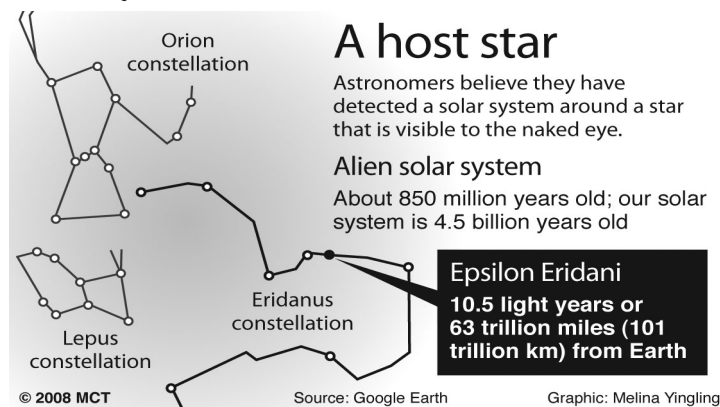 Orion
constellation
A host star
Astronomers believe they have
detected a solar system around a star
that is visible to the naked eye.
Alien solar system
About 850 million years old; our solar
system is 4.5 billion years old
Epsilon Eridani
10.5 light years or
63 trillion miles (101
trillion km) from Earth
Eridanus
constellation
Lepus
constellation
© 2008 MCT
Source: Google Earth
Graphic: Melina Yingling